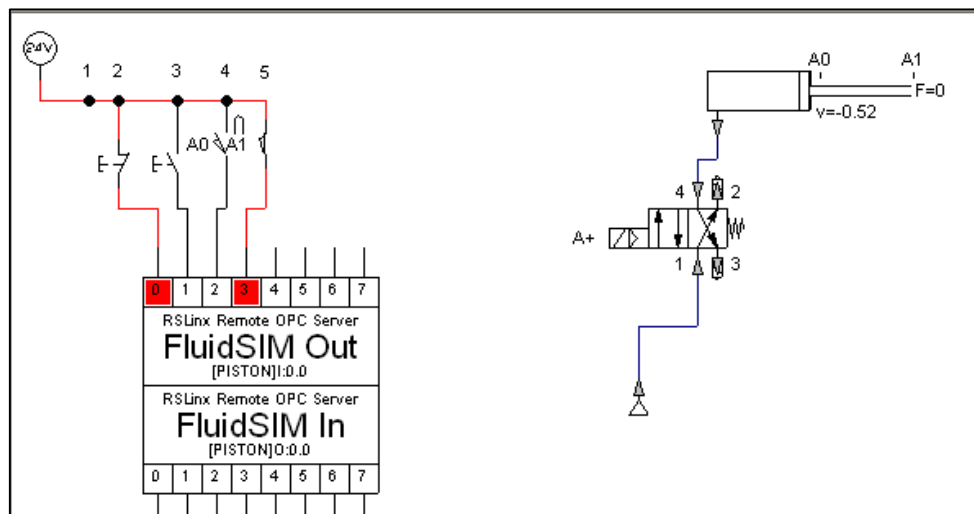 24V
1 2 3 4 5
A0 A1
0 1 2 3 4 5 6 7
RSLinx Remote OPC Server
FluidSIM Out
[PISTON]I:0.0
RSLinx Remote OPC Server
FluidSIM In
[PISTON]O:0.0
0 1 2 3 4 5 6 7
A0 A1
F=0
v=-0.52
4 2
A+
1 3